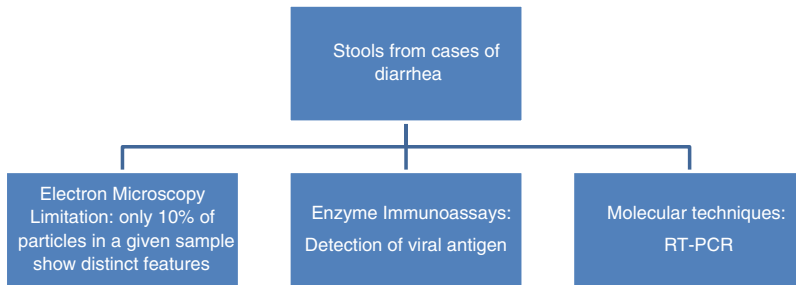 Stools from cases of
diarrhea
Electron Microscopy
Limitation: only 10% of
particles in a given sample
show distinct features
Enzyme Immunoassays:
Detection of viral antigen
Molecular techniques:
RT-PCR